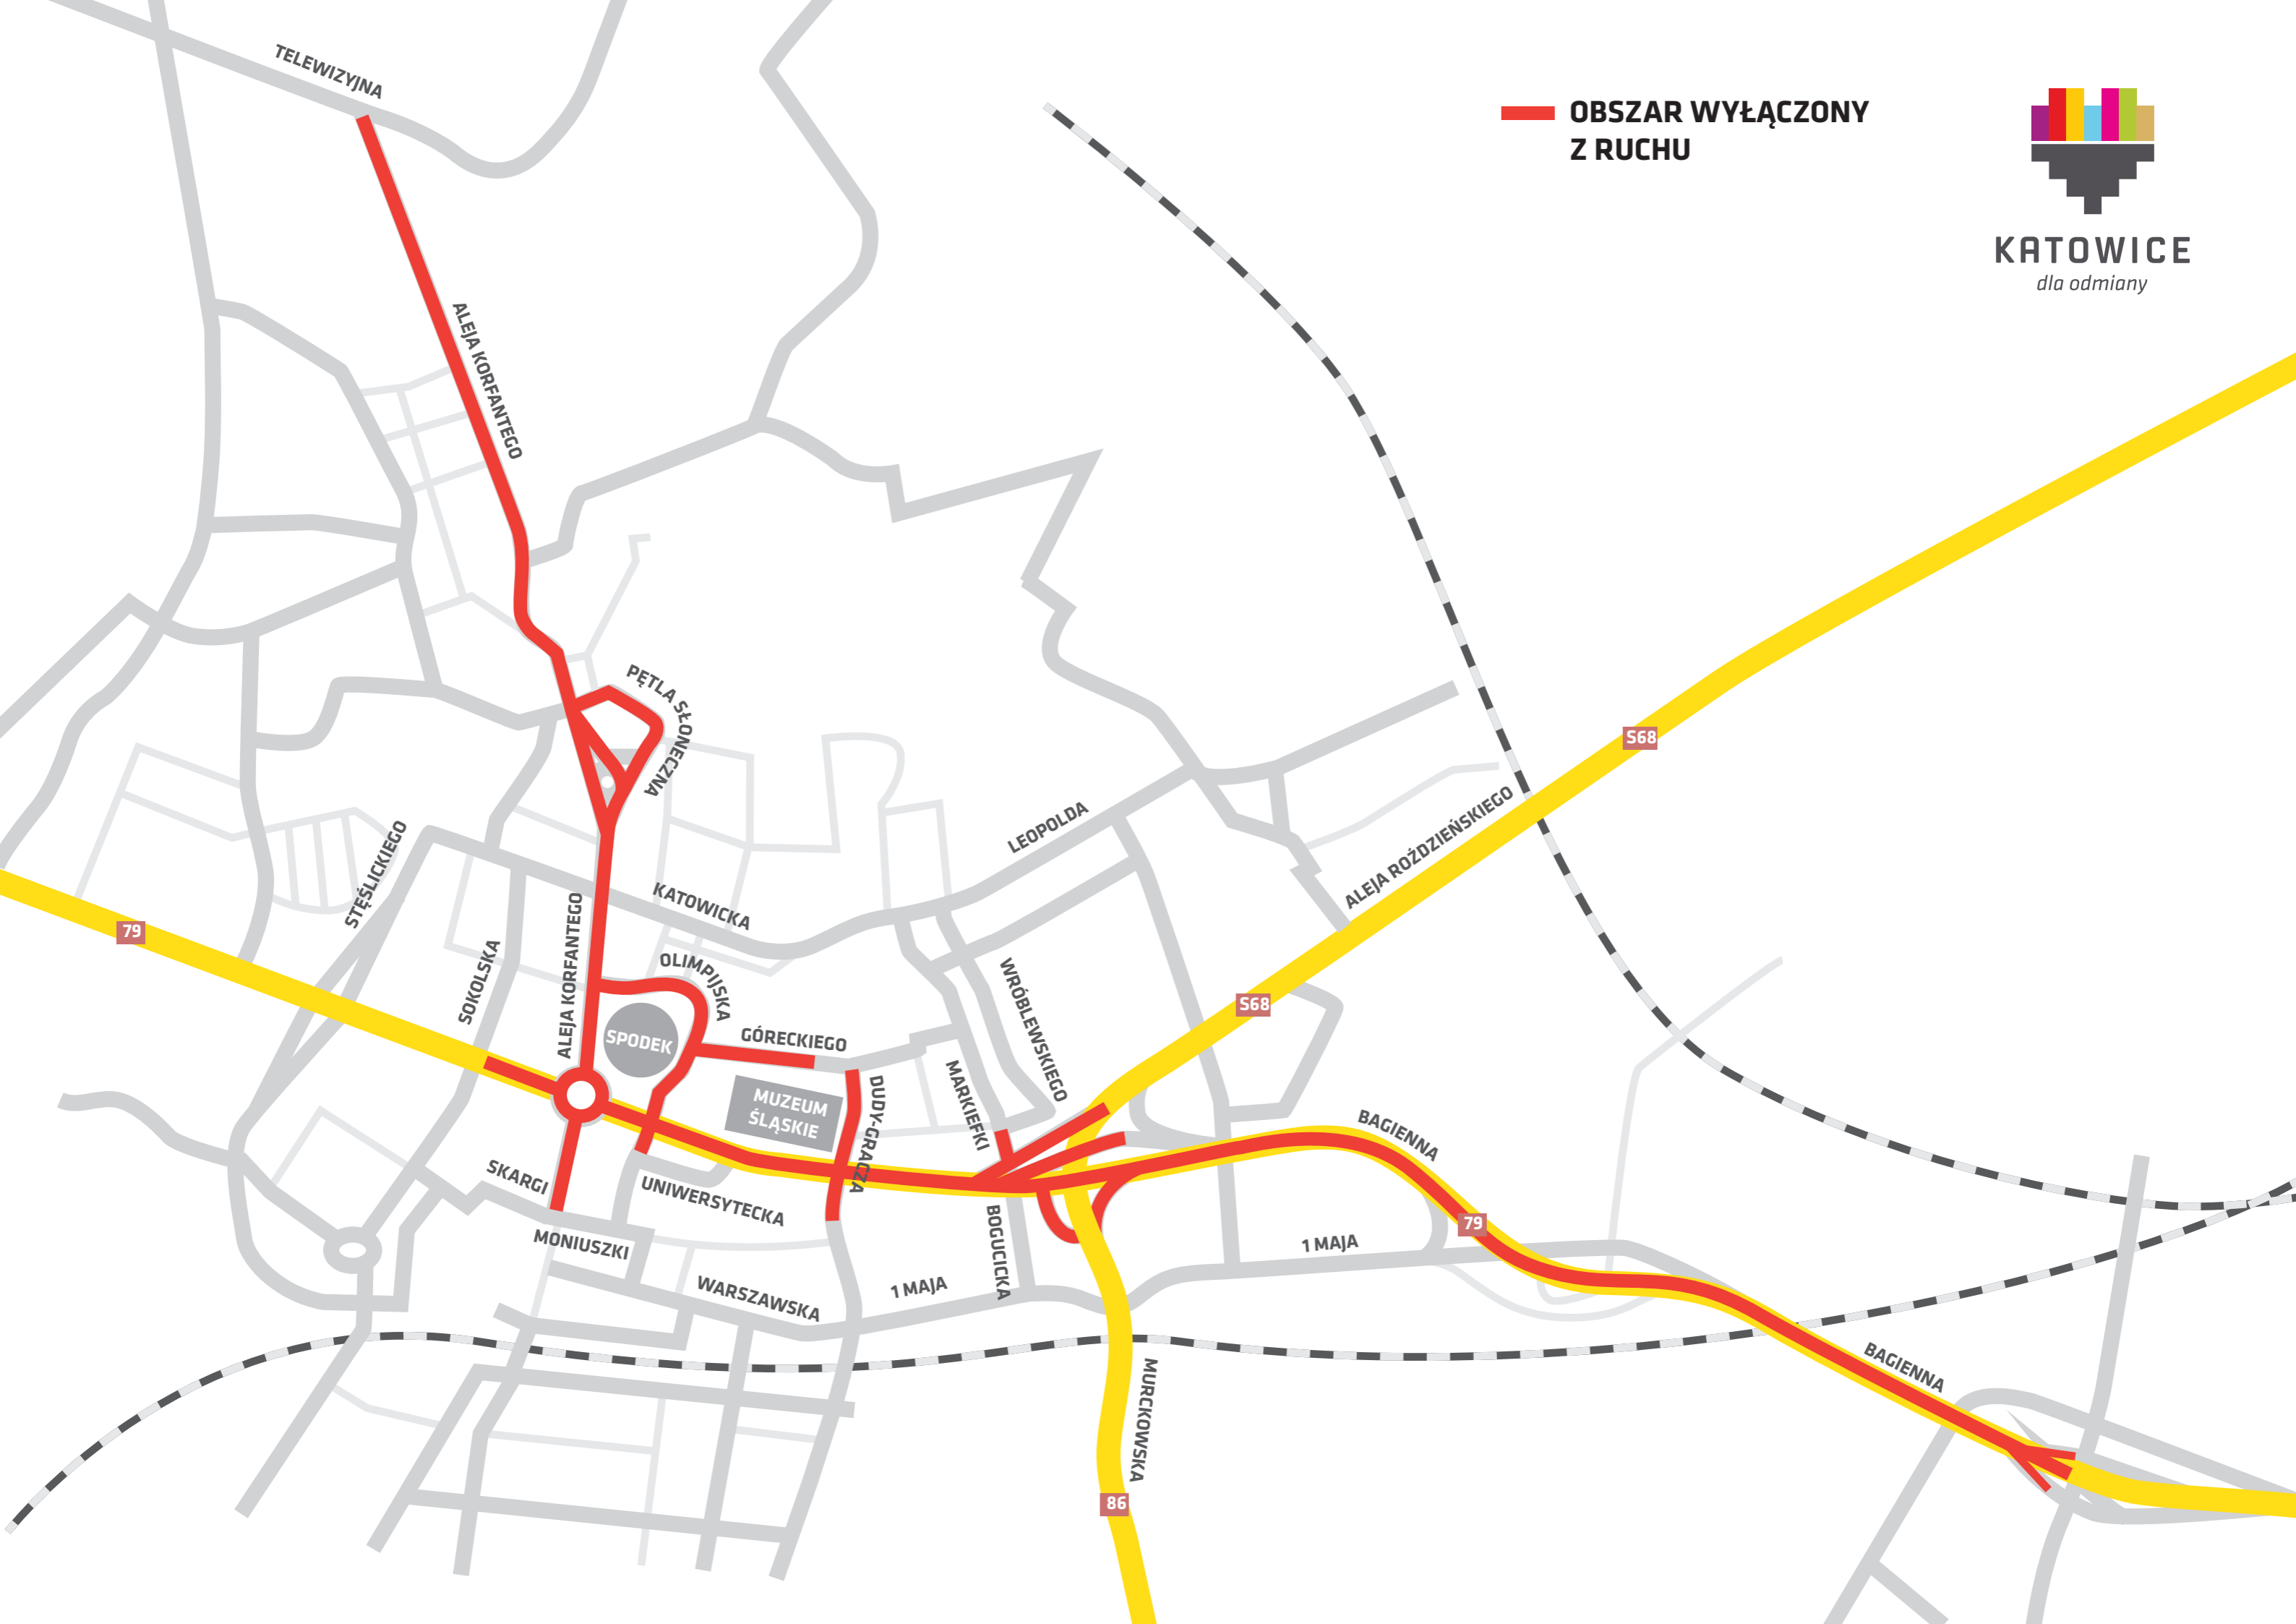 TELEWIZYJNA
OBSZAR WYŁĄCZONY
Z RUCHU
KATOWICE
dla odmiany
ALEJA KORFANTEGO
PĘTLA SŁONECZNA
S68
LEOPOLDA
ALEJA ROŹDZIEŃSKIEGO
STĘŚLICKIEGO
KATOWICKA
79
ALEJA KORFANTEGO
SOKOLSKA
OLIMPIJSKA
WRÓBLEWSKIEGO
S68
SPODEK
GÓRECKIEGO
MARKIEFKI
DUDY-GRACZA
MUZEUM
ŚLĄSKIE
BAGIENNA
SKARGI
UNIWERSYTECKA
BOGUCICKA
79
MONIUSZKI
1 MAJA
WARSZAWSKA
1 MAJA
BAGIENNA
MURCKOWSKA
86